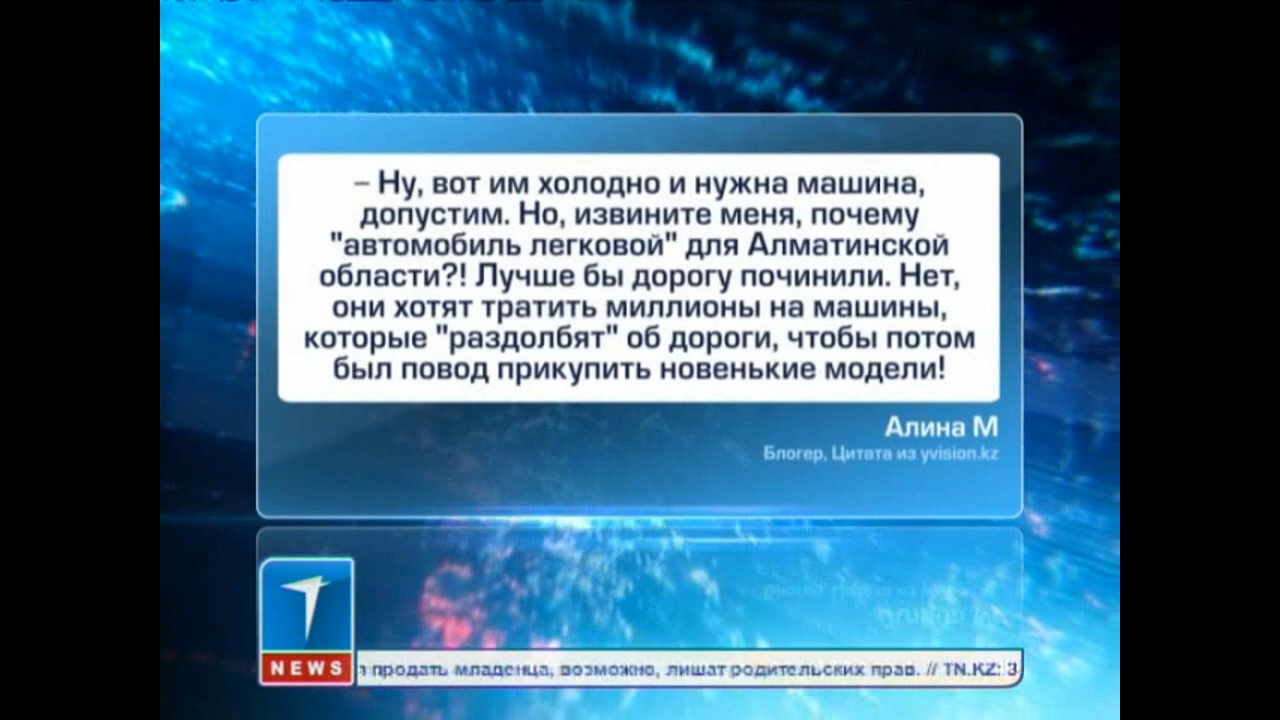 – Ну, вот им холодно и нужна машина,
допустим. Но, извините меня, почему
"автомобиль легковой" для Алматинской
области?! Лучше бы дорогу починили. Нет,
они хотят тратить миллионы на машины,
которые "раздолбят" об дороги, чтобы потом
был повод прикупить новенькие модели!
Алина М
Блогер, Цитата из yvision.kz
NEWS
продать младенца, возможно, лишат родительских прав. // TN.KZ: 3